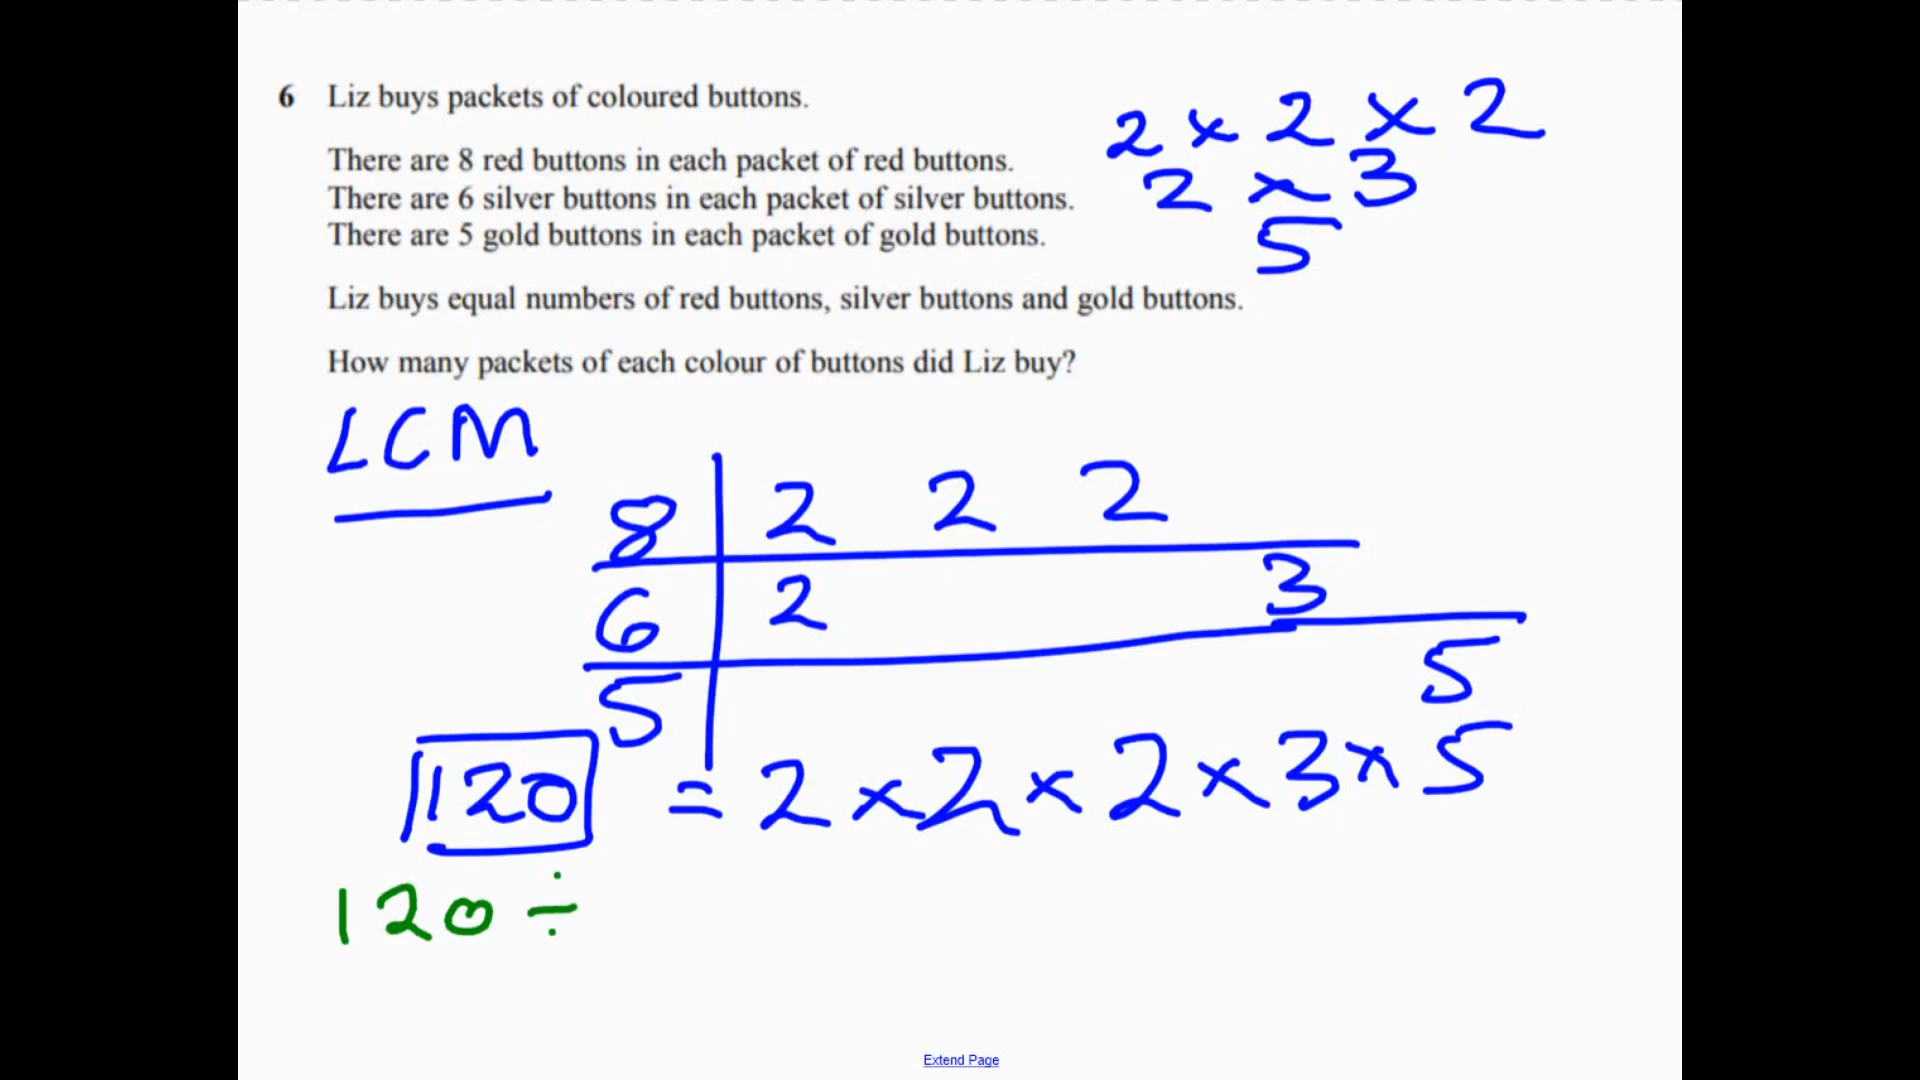 6 Liz buys packets of coloured buttons.
2 × 2 × 2
There are 8 red buttons in each packet of red buttons.
2 × 3
There are 6 silver buttons in each packet of silver buttons.
There are 5 gold buttons in each packet of gold buttons.
5
Liz buys equal numbers of red buttons, silver buttons and gold buttons.
How many packets of each colour of buttons did Liz buy?
LCM
8 2 2 2
6 2 3
5 5
120 = 2 × 2 × 2 × 3 × 5
120 ÷
Extend Page